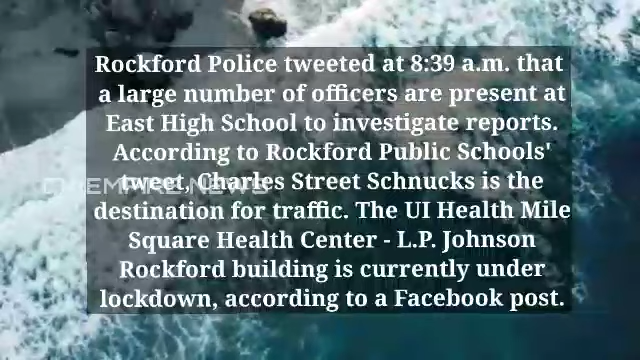 Rockford Police tweeted at 8:39 a.m. that
a large number of officers are present at
East High School to investigate reports.
According to Rockford Public Schools'
tweet, Charles Street Schnucks is the
destination for traffic. The UI Health Mile
Square Health Center - L.P. Johnson
Rockford building is currently under
lockdown, according to a Facebook post.